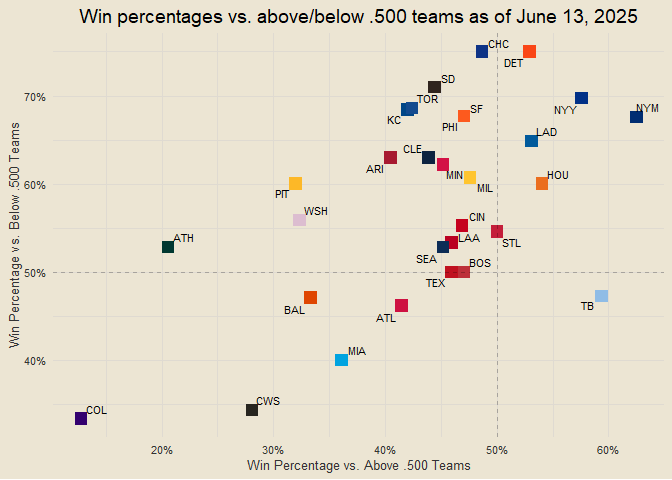 Win percentages vs. above/below .500 teams as of June 13, 2025
CHC
DET
SD
70%
TOR
NYY
NYM
KC
SF
PHI
LAD
CLE
ARI
MIN
HOU
60%
PIT
MIL
WSH
CIN
ATH
LAA
STL
SEA
BOS
50%
TEX
BAL
ATL
TB
MIA
40%
CWS
COL
Win Percentage vs. Below .500 Teams
20%
30%
40%
50%
60%
Win Percentage vs. Above .500 Teams